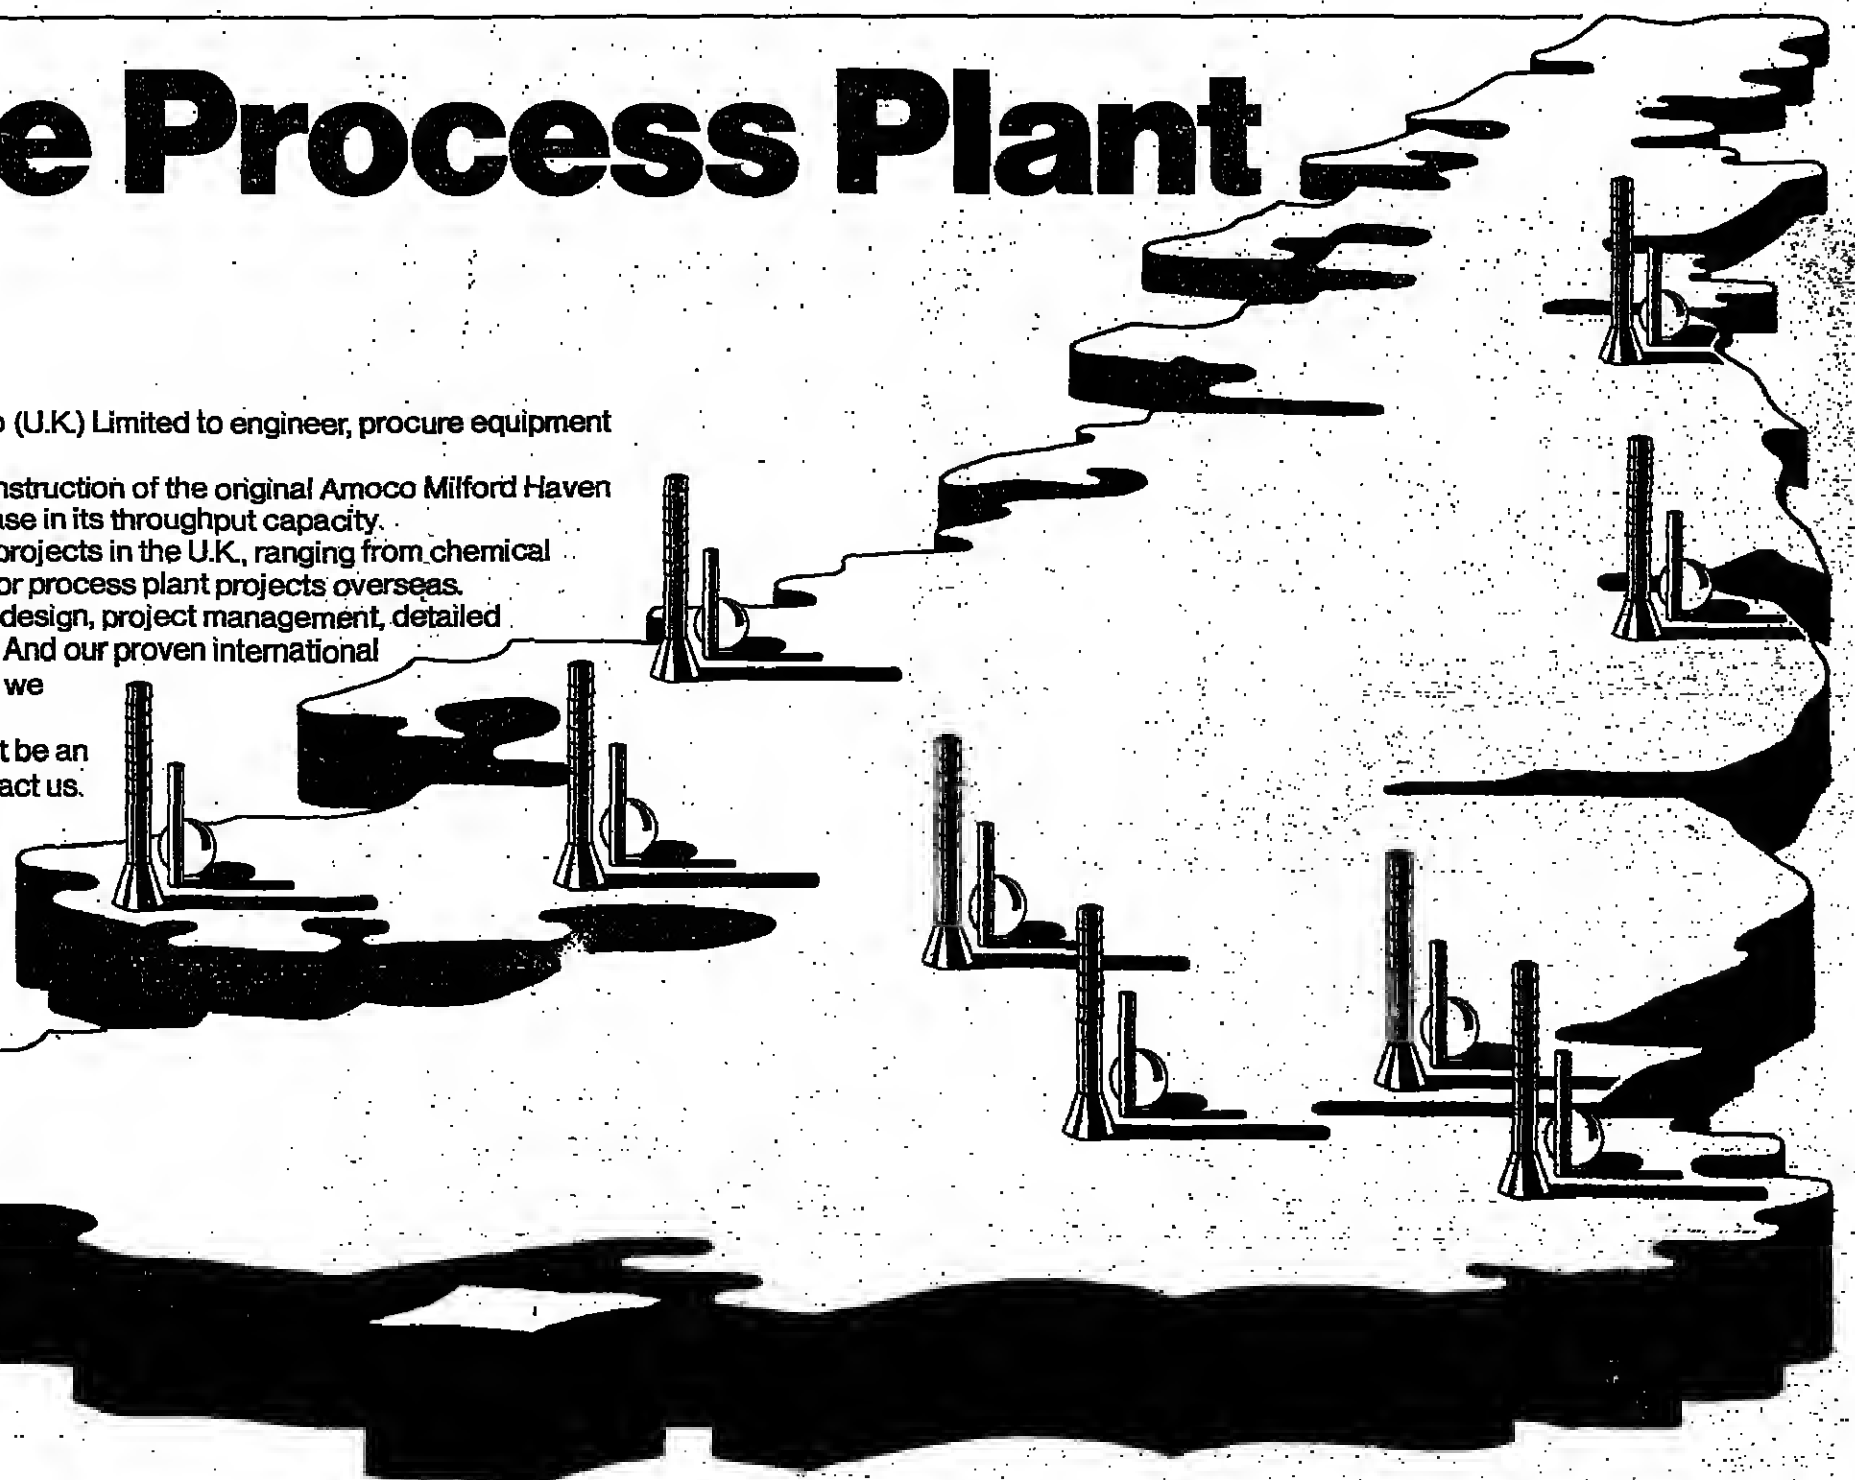 e Process Plant
o (U.K.) Limited to engineer, procure equipment
nstruction of the original Amoco Milford Haven
ase in its throughput capacity.
projects in the U.K., ranging from chemical
or process plant projects overseas.
design, project management, detailed
And our proven international
we
t be an
act us.